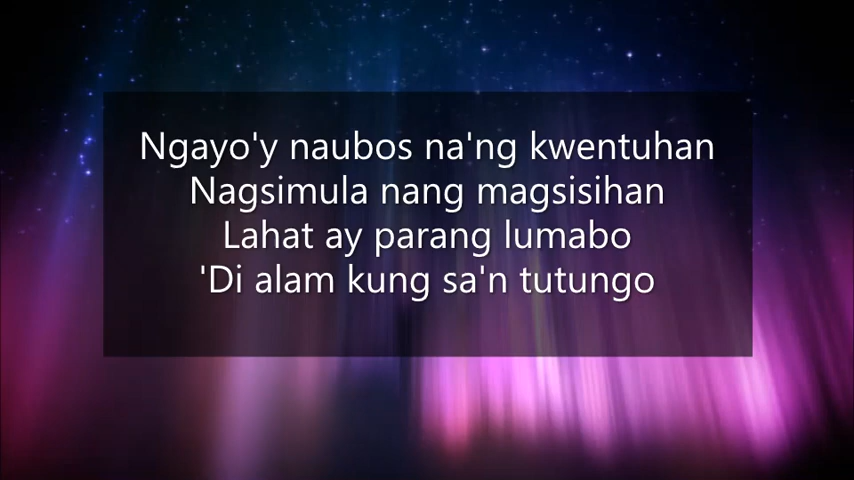 Ngayo'y naubos na'ng kwentuhan
Nagsimula nang magsisihan
Lahat ay parang lumabo
'Di alam kung sa'n tutungo